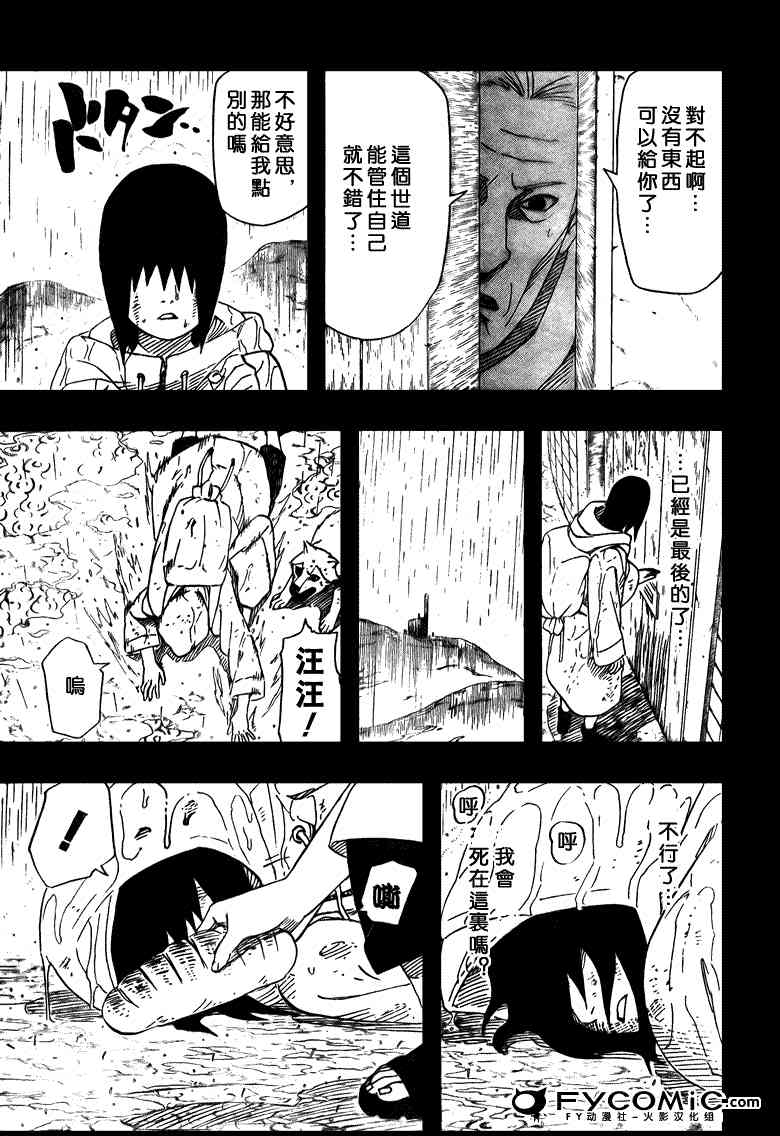 對不起啊…
沒有東西
可以給你了…
這個世道
能管住自己
就不錯了…
不好意思，
那能給我點
別的嗎
ドタン…
…已經是最後的了…
汪汪！
嗚
不行了…
呼
呼
我會
死在這裏嗎？
嘶
！
FYCOMIC.com
FY动漫社-火影汉化组